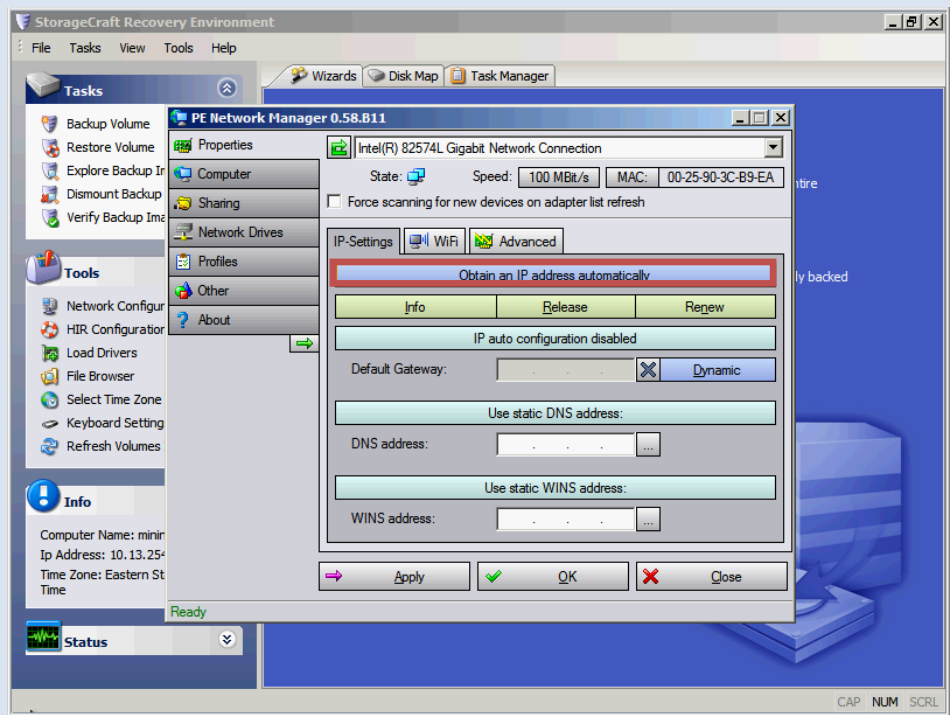 StorageCraft Recovery Environment
File Tasks View Tools Help
Wizards Disk Map Task Manager
Tasks
Backup Volume
Restore Volume
Explore Backup
Dismount Backup
Verify Backup
Tools
Network
HIR
Load Drivers
File Browser
Select Time Zone
Keyboard Setting
Refresh Volumes
Info
Computer Name: minin
Ip Address: 10.13.254
Time Zone: Eastern St
Time
Status
PE Network Manager 0.58.B11
Properties
Computer
Sharing
Network Drives
Profiles
Other
About
Intel(R) 82574L Gigabit Network Connection
State: Speed: 100 MBit/s MAC: 00-25-90-3C-B9-EA
Force scanning for new devices on adapter list refresh
IP-Settings WiFi Advanced
Obtain an IP address automatically
Info Release Renew
IP auto configuration disabled
Default Gateway: . . . Dynamic
Use static DNS address:
DNS address: . . . ...
Use static WINS address:
WINS address: . . . ...
Apply OK Close
Ready
ntire
ly backed
CAP NUM SCRL